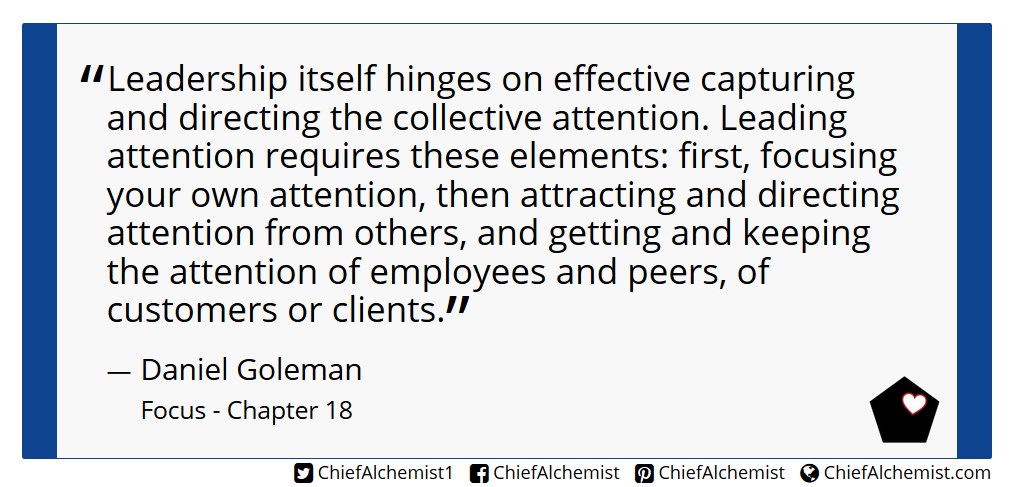 “Leadership itself hinges on effective capturing
and directing the collective attention. Leading
attention requires these elements: first, focusing
your own attention, then attracting and directing
attention from others, and getting and keeping
the attention of employees and peers, of
customers or clients.”
— Daniel Goleman
Focus - Chapter 18
ChiefAlchemist1 ChiefAlchemist ChiefAlchemist ChiefAlchemist.com